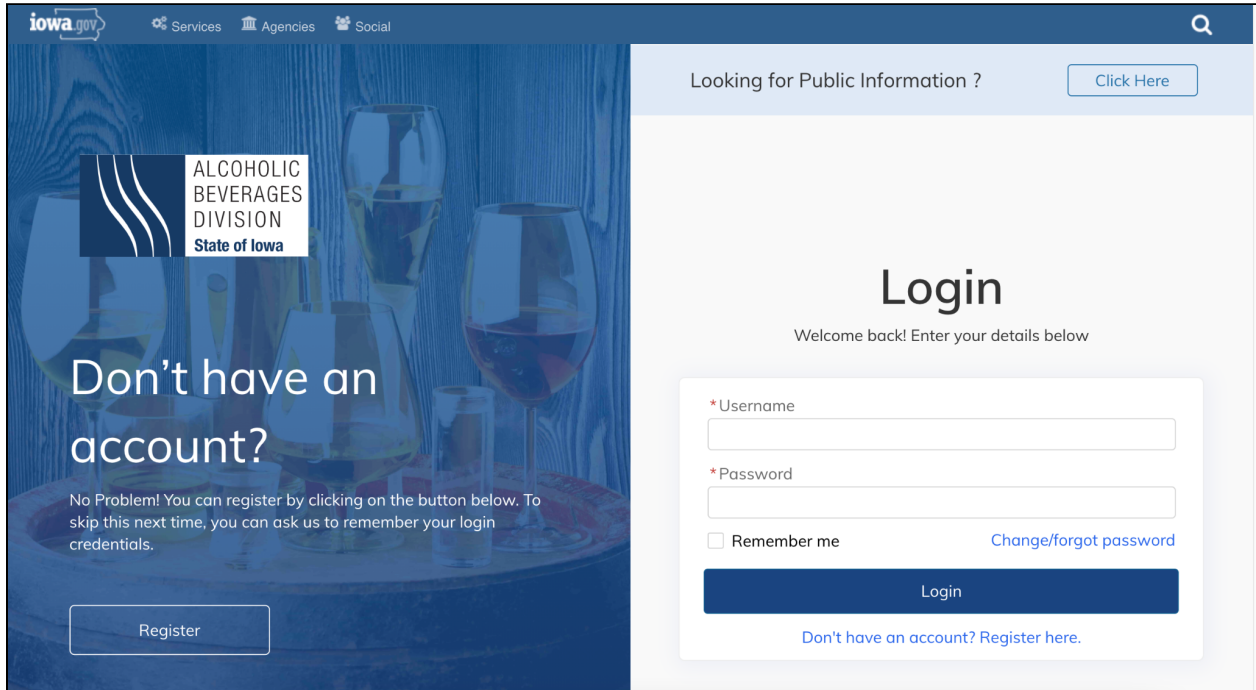 iowa.gov
Services
Agencies
Social
Looking for Public Information ?
Click Here
ALCOHOLIC
BEVERAGES
DIVISION
State of Iowa
Don't have an
account?
No Problem! You can register by clicking on the button below. To
skip this next time, you can ask us to remember your login
credentials.
Register
Login
Welcome back! Enter your details below
*Username
*Password
Remember me
Change/forgot password
Login
Don't have an account? Register here.